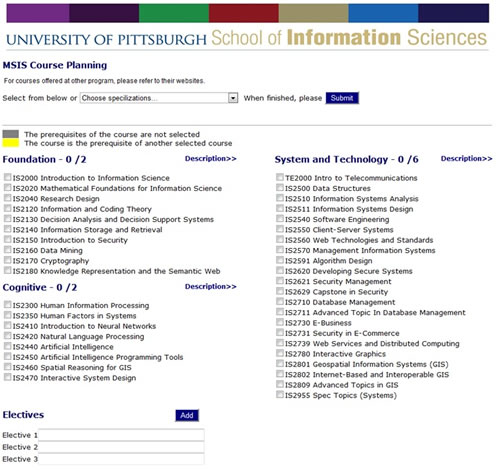 UNIVERSITY OF PITTSBURGH School of Information Sciences
MSIS Course Planning
For courses offered at other program, please refer to their websites.
Select from below or Choose specilizations... When finished, please Submit
The prerequisites of the course are not selected
The course is the prerequisite of another selected course
Foundation - 0 /2 Description>>
IS2000 Introduction to Information Science
IS2020 Mathematical Foundations for Information Science
IS2040 Research Design
IS2120 Information and Coding Theory
IS2130 Decision Analysis and Decision Support Systems
IS2140 Information Storage and Retrieval
IS2150 Introduction to Security
IS2160 Data Mining
IS2170 Cryptography
IS2180 Knowledge Representation and the Semantic Web
Cognitive - 0 /2 Description>>
IS2300 Human Information Processing
IS2350 Human Factors in Systems
IS2410 Introduction to Neural Networks
IS2420 Natural Language Processing
IS2440 Artificial Intelligence
IS2450 Artificial Intelligence Programming Tools
IS2460 Spatial Reasoning for GIS
IS2470 Interactive System Design
System and Technology - 0 /6 Description>>
TE2000 Intro to Telecommunications
IS2500 Data Structures
IS2510 Information Systems Analysis
IS2511 Information Systems Design
IS2540 Software Engineering
IS2550 Client-Server Systems
IS2560 Web Technologies and Standards
IS2570 Management Information Systems
IS2591 Algorithm Design
IS2620 Developing Secure Systems
IS2621 Security Management
IS2629 Capstone in Security
IS2710 Database Management
IS2711 Advanced Topic In Database Management
IS2730 E-Business
IS2731 Security in E-Commerce
IS2739 Web Services and Distributed Computing
IS2780 Interactive Graphics
IS2801 Geospatial Information Systems (GIS)
IS2802 Internet-Based and Interoperable GIS
IS2809 Advanced Topics in GIS
IS2955 Spec Topics (Systems)
Electives Add
Elective 1
Elective 2
Elective 3